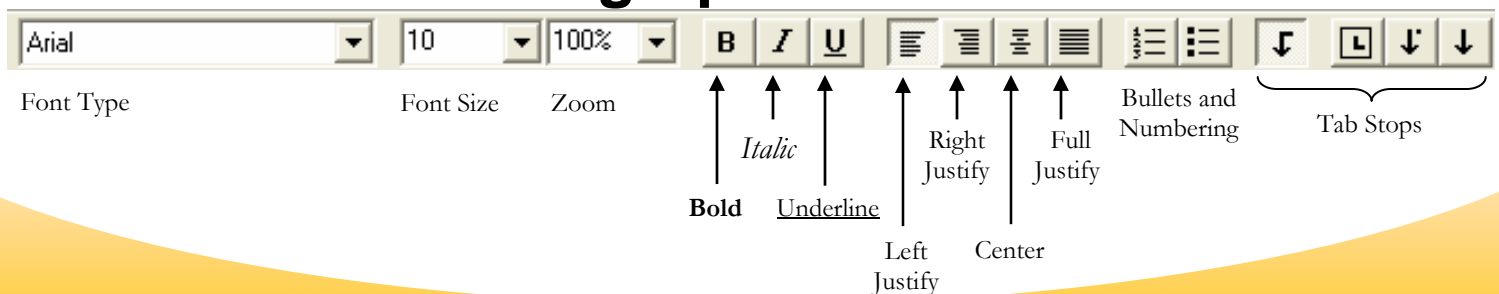 Arial 10 100% B I U
Font Type Font Size Zoom
Bold
Italic
Underline
Left
Justify
Right
Justify
Center
Full
Justify
Bullets and
Numbering
Tab Stops